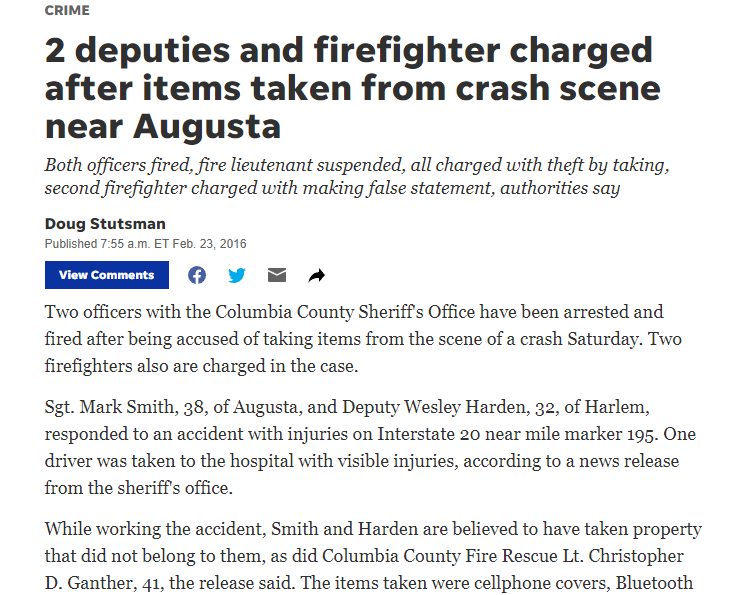 CRIME
2 deputies and firefighter charged
after items taken from crash scene
near Augusta
Both officers fired, fire lieutenant suspended, all charged with theft by taking,
second firefighter charged with making false statement, authorities say
Doug Stutsman
Published 7:55 a.m. ET Feb. 23, 2016
View Comments
Two officers with the Columbia County Sheriff's Office have been arrested and
fired after being accused of taking items from the scene of a crash Saturday. Two
firefighters also are charged in the case.
Sgt. Mark Smith, 38, of Augusta, and Deputy Wesley Harden, 32, of Harlem,
responded to an accident with injuries on Interstate 20 near mile marker 195. One
driver was taken to the hospital with visible injuries, according to a news release
from the sheriff's office.
While working the accident, Smith and Harden are believed to have taken property
that did not belong to them, as did Columbia County Fire Rescue Lt. Christopher
D. Ganther, 41, the release said. The items taken were cellphone covers, Bluetooth